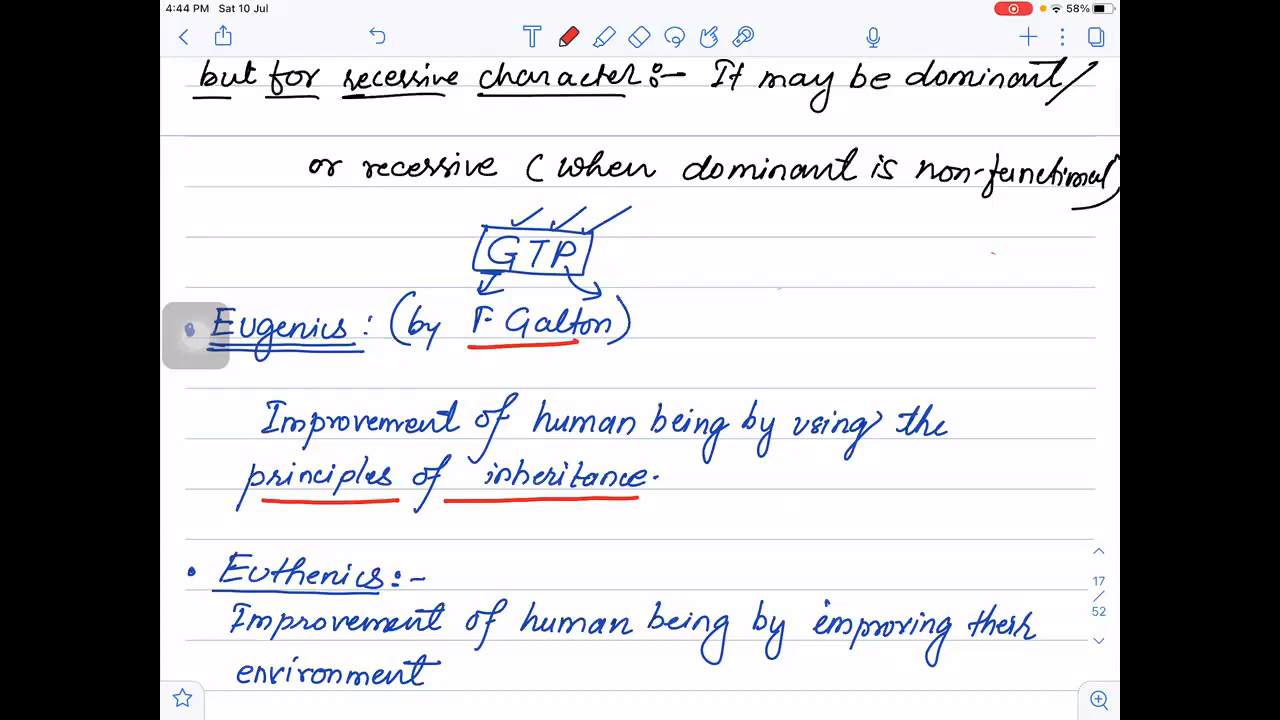 4:44 PM Sat 10 Jul 58%
T
but for recessive character:- It may be dominant/
or recessive (when dominant is non-functional)
GTP
• Eugenics: (by F Galton)
Improvement of human being by using the
principles of inheritance.
• Euthenics:-
Improvement of human being by improving their
environment
17
/
52